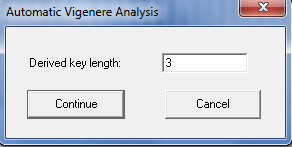 Automatic Vigenere Analysis
Derived key length: 3
Continue Cancel